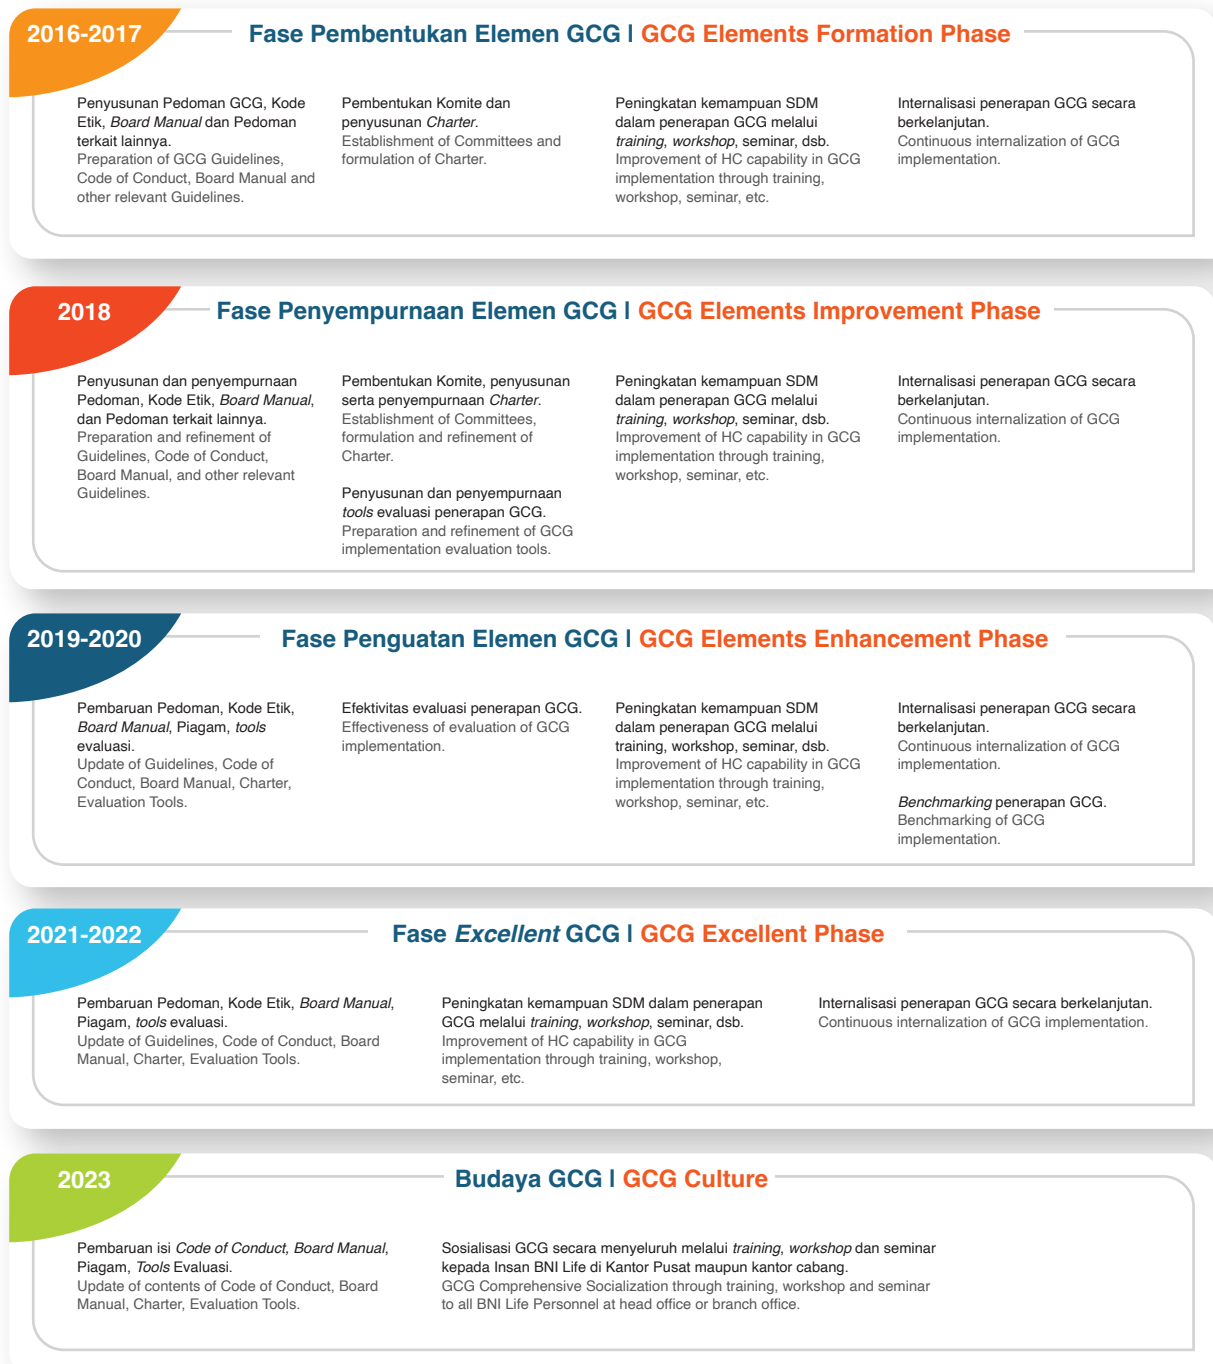 2016-2017
Fase Pembentukan Elemen GCG | GCG Elements Formation Phase
Penyusunan Pedoman GCG, Kode
Etik, Board Manual dan Pedoman
terkait lainnya.
Preparation of GCG Guidelines,
Code of Conduct, Board Manual and
other relevant Guidelines.
Pembentukan Komite dan
penyusunan Charter.
Establishment of Committees and
formulation of Charter.
Peningkatan kemampuan SDM
dalam penerapan GCG melalui
training, workshop, seminar, dsb.
Improvement of HC capability in GCG
implementation through training,
workshop, seminar, etc.
Internalisasi penerapan GCG secara
berkelanjutan.
Continuous internalization of GCG
implementation.
2018
Fase Penyempurnaan Elemen GCG | GCG Elements Improvement Phase
Penyusunan dan penyempurnaan
Pedoman, Kode Etik, Board Manual,
dan Pedoman terkait lainnya.
Preparation and refinement of
Guidelines, Code of Conduct,
Board Manual, and other relevant
Guidelines.
Pembentukan Komite, penyusunan
serta penyempurnaan Charter.
Establishment of Committees,
formulation and refinement of
Charter.
Penyusunan dan penyempurnaan
tools evaluasi penerapan GCG.
Preparation and refinement of GCG
implementation evaluation tools.
Peningkatan kemampuan SDM
dalam penerapan GCG melalui
training, workshop, seminar, dsb.
Improvement of HC capability in GCG
implementation through training,
workshop, seminar, etc.
Internalisasi penerapan GCG secara
berkelanjutan.
Continuous internalization of GCG
implementation.
2019-2020
Fase Penguatan Elemen GCG | GCG Elements Enhancement Phase
Pembaruan Pedoman, Kode Etik,
Board Manual, Piagam, tools
evaluasi.
Update of Guidelines, Code of
Conduct, Board Manual, Charter,
Evaluation Tools.
Efektivitas evaluasi penerapan GCG.
Effectiveness of evaluation of GCG
implementation.
Peningkatan kemampuan SDM
dalam penerapan GCG melalui
training, workshop, seminar, dsb.
Improvement of HC capability in GCG
implementation through training,
workshop, seminar, etc.
Internalisasi penerapan GCG secara
berkelanjutan.
Continuous internalization of GCG
implementation.
Benchmarking penerapan GCG.
Benchmarking of GCG
implementation.
2021-2022
Fase Excellent GCG | GCG Excellent Phase
Pembaruan Pedoman, Kode Etik, Board Manual,
Piagam, tools evaluasi.
Update of Guidelines, Code of Conduct, Board
Manual, Charter, Evaluation Tools.
Peningkatan kemampuan SDM dalam penerapan
GCG melalui training, workshop, seminar, dsb.
Improvement of HC capability in GCG
implementation through training, workshop,
seminar, etc.
Internalisasi penerapan GCG secara berkelanjutan.
Continuous internalization of GCG implementation.
2023
Budaya GCG | GCG Culture
Pembaruan isi Code of Conduct, Board Manual,
Piagam, Tools Evaluasi.
Update of contents of Code of Conduct, Board
Manual, Charter, Evaluation Tools.
Sosialisasi GCG secara menyeluruh melalui training, workshop dan seminar
kepada Insan BNI Life di Kantor Pusat maupun kantor cabang.
GCG Comprehensive Socialization through training, workshop and seminar
to all BNI Life Personnel at head office or branch office.